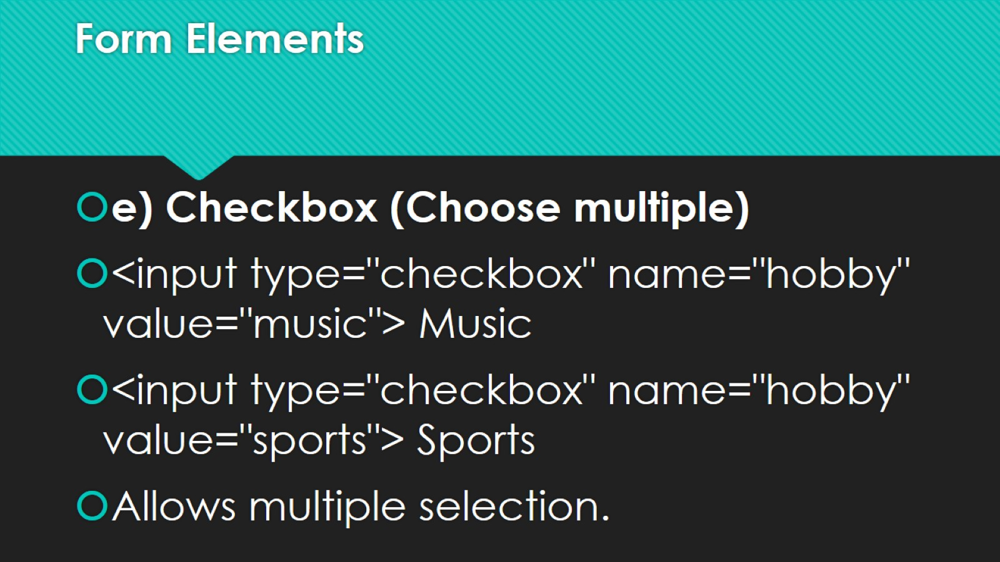 Form Elements
e) Checkbox (Choose multiple)
<input type="checkbox" name="hobby"
value="music"> Music
<input type="checkbox" name="hobby"
value="sports"> Sports
Allows multiple selection.